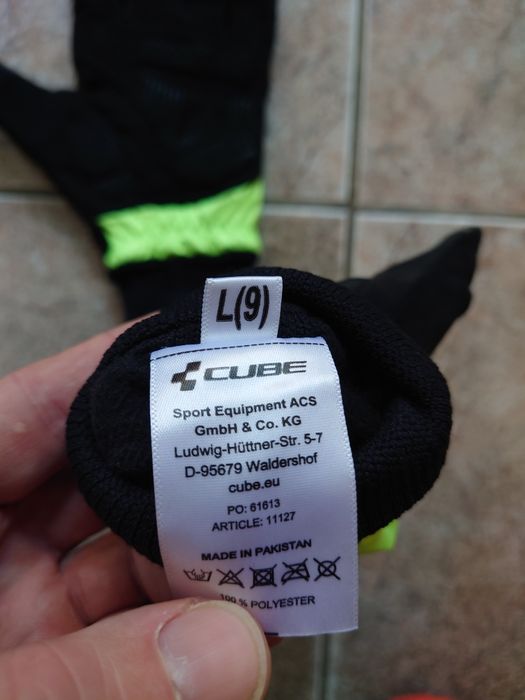 L(9)
CUBE
Sport Equipment ACS
GmbH & Co. KG
Ludwig-Hüttner-Str. 5-7
D-95679 Waldershof
cube.eu
PO: 61613
ARTICLE: 11127
MADE IN PAKISTAN
100 % POLYESTER